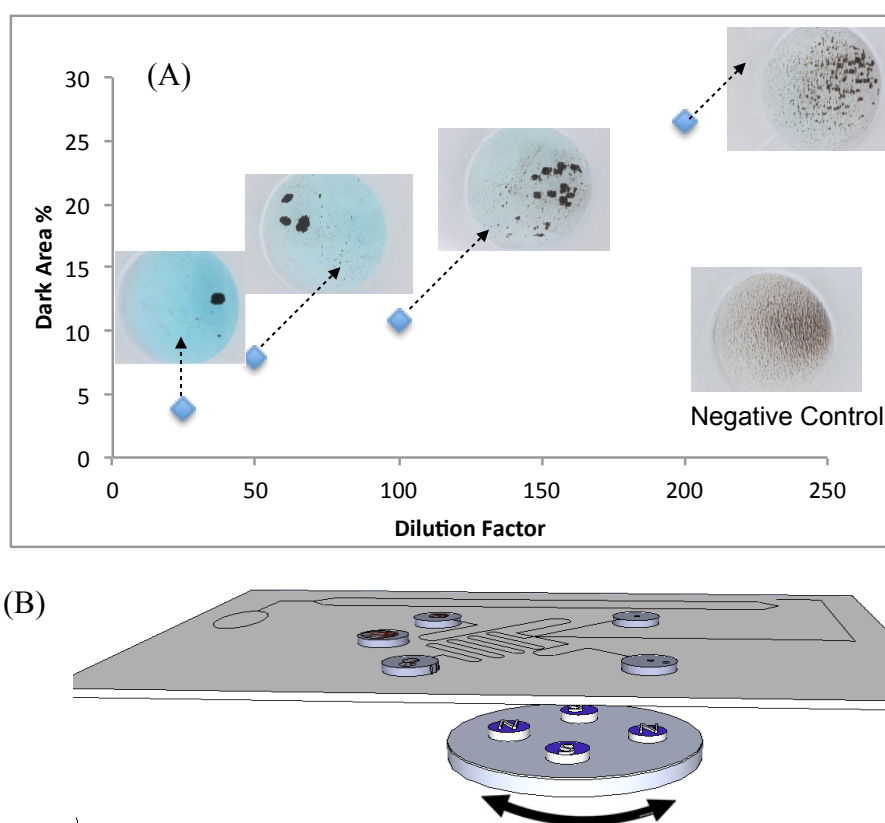 (A)
30
25
20
15
10
5
0
Dark Area %
0 50 100 150 200 250
Dilution Factor
Negative Control
(B)
N
S
N
S